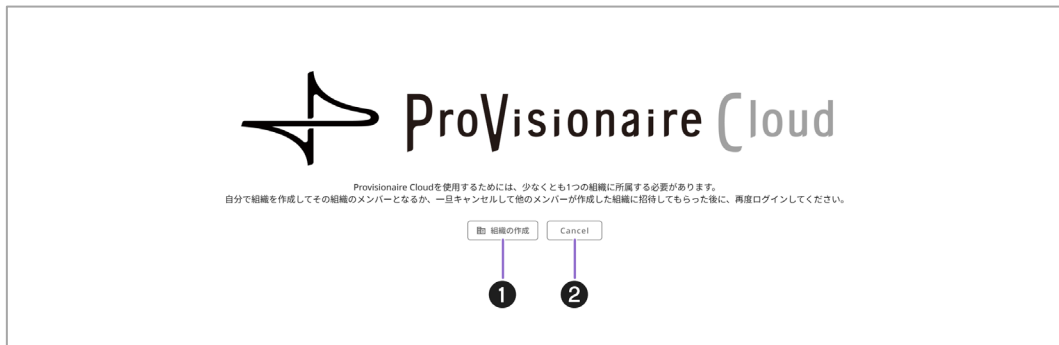 ProVisionaire Cloud
Provisionaire Cloudを使用するためには、少なくとも1つの組織に所属する必要があります。
自分で組織を作成してその組織のメンバーとなるか、一旦キャンセルして他のメンバーが作成した組織に招待してもらった後に、再度ログインしてください。
組織の作成 Cancel
1 2